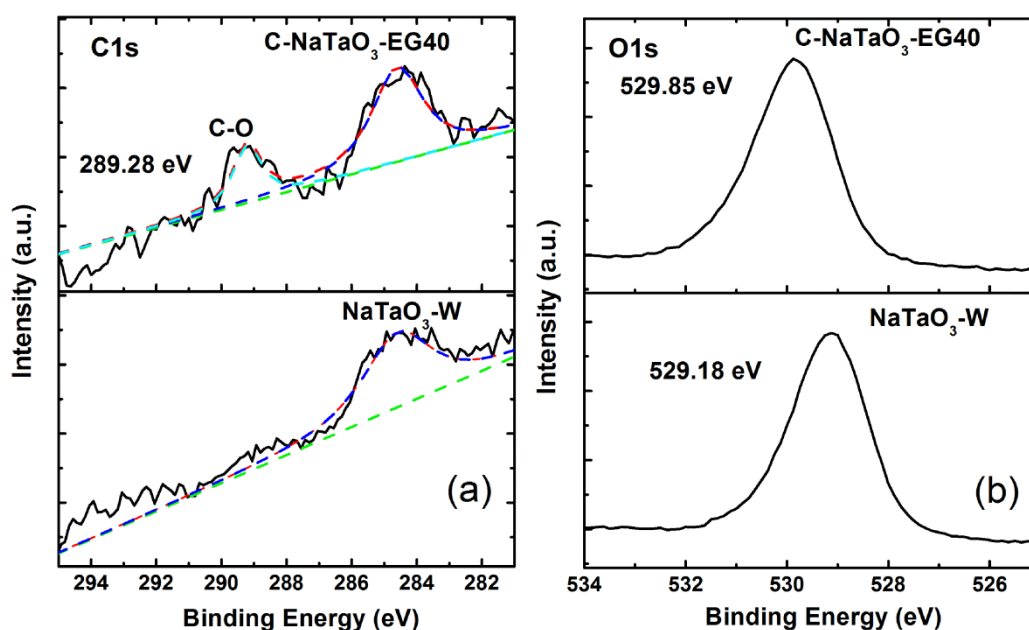 C1s
C-NaTaO₃-EG40
C-O
289.28 eV
NaTaO₃-W
(a)
Intensity (a.u.)
294 292 290 288 286 284 282
Binding Energy (eV)
O1s
C-NaTaO₃-EG40
529.85 eV
NaTaO₃-W
529.18 eV
(b)
Intensity (a.u.)
534 532 530 528 526
Binding Energy (eV)